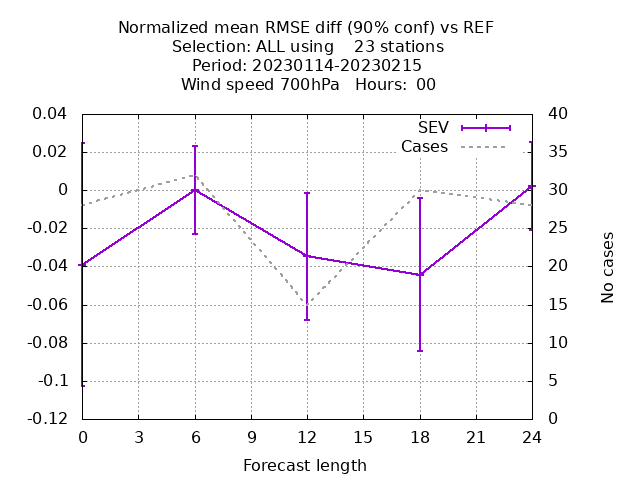 Normalized mean RMSE diff (90% conf) vs REF
Selection: ALL using    23 stations
Period: 20230114-20230215
Wind speed 700hPa   Hours:  00
SEV
Cases
0.04
0.02
0
-0.02
-0.04
-0.06
-0.08
-0.1
-0.12
40
35
30
25
20
15
10
5
0
No cases
0 3 6 9 12 15 18 21 24
Forecast length